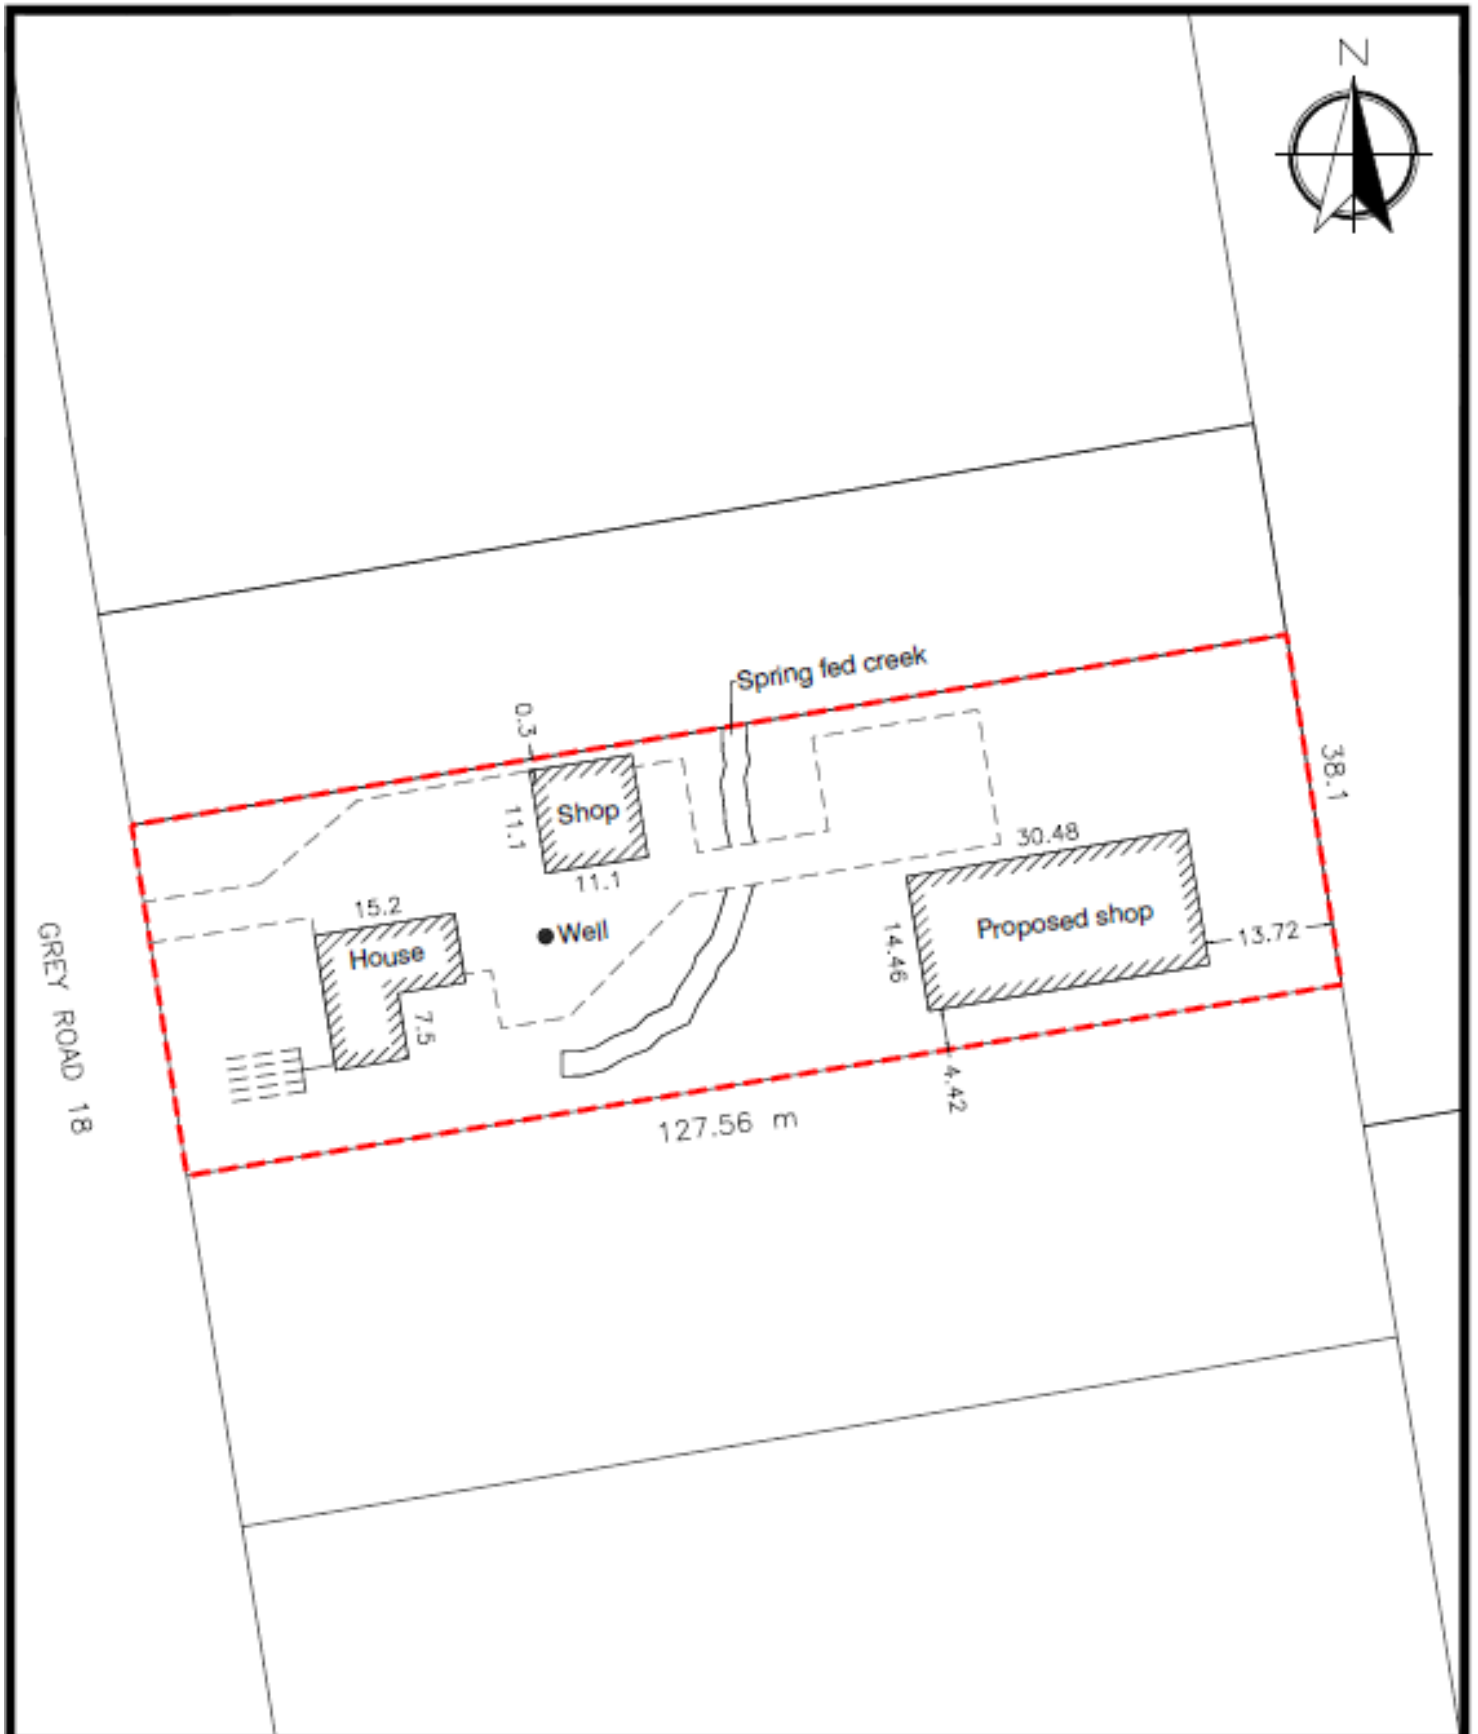 N
Spring fed creek
0.3
38.1
11.1
Shop
30.48
11.1
15.2
Well
Proposed shop
House
14.46
13.72
GREY ROAD 18
7.5
4.42
127.56 m